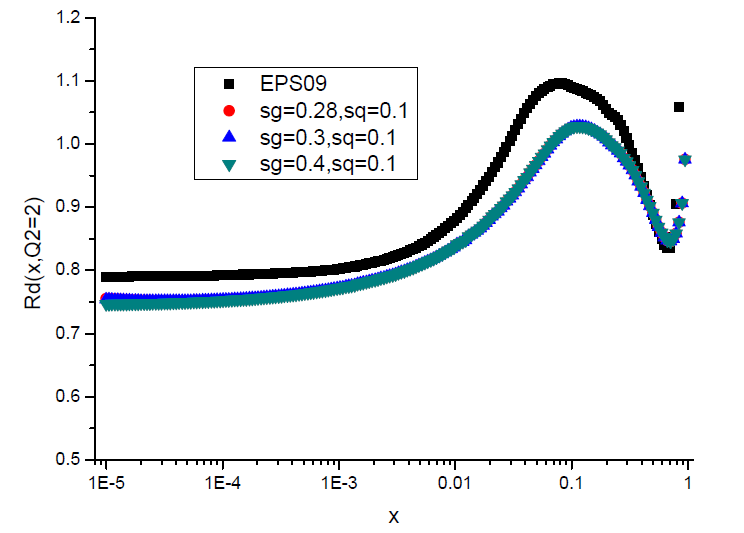 1.2
1.1
1.0
0.9
0.8
0.7
0.6
0.5
Rd(x,Q2=2)
EPS09
sg=0.28,sq=0.1
sg=0.3,sq=0.1
sg=0.4,sq=0.1
1E-5 1E-4 1E-3 0.01 0.1 1
x